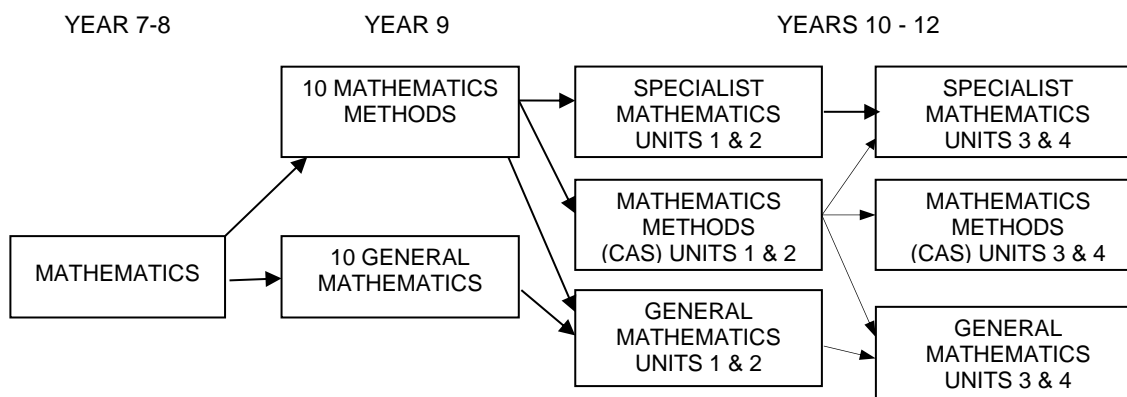 YEAR 7-8
YEAR 9
YEARS 10 - 12
10 MATHEMATICS
METHODS
SPECIALIST
MATHEMATICS
UNITS 1 & 2
SPECIALIST
MATHEMATICS
UNITS 3 & 4
MATHEMATICS
10 GENERAL
MATHEMATICS
MATHEMATICS
METHODS
(CAS) UNITS 1 & 2
MATHEMATICS
METHODS
(CAS) UNITS 3 & 4
GENERAL
MATHEMATICS
UNITS 1 & 2
GENERAL
MATHEMATICS
UNITS 3 & 4